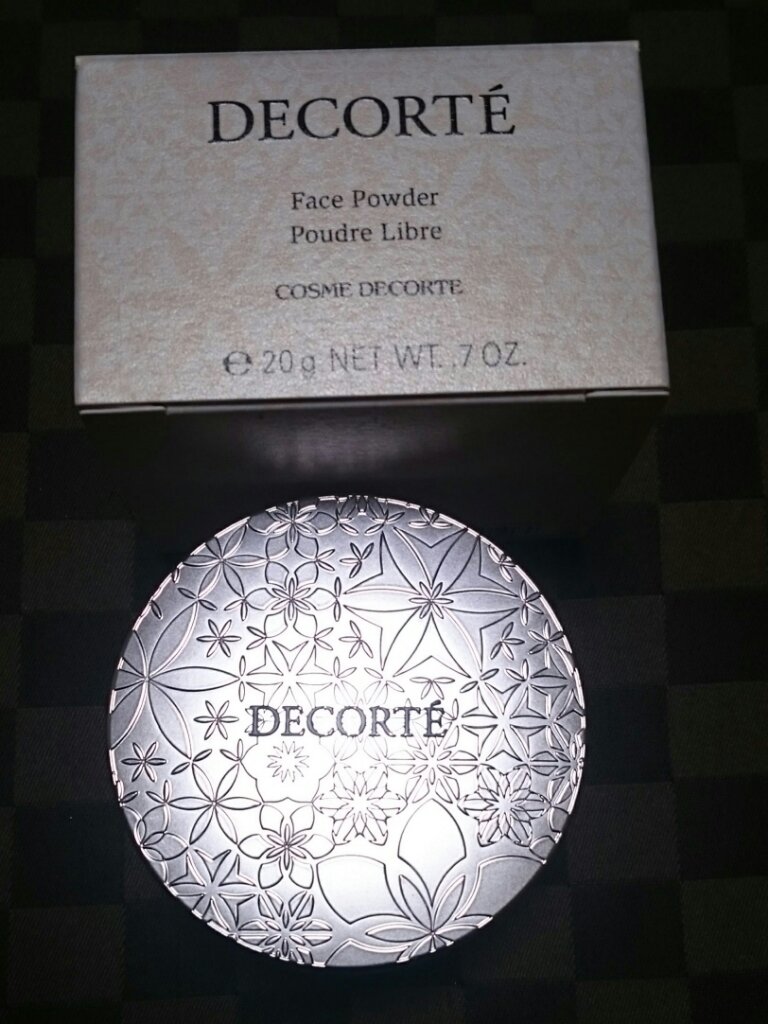 DECORTÉ
Face Powder
Poudre Libre
COSME DECORTE
℮ 20 g NET WT. .7 OZ.
DECORTÉ